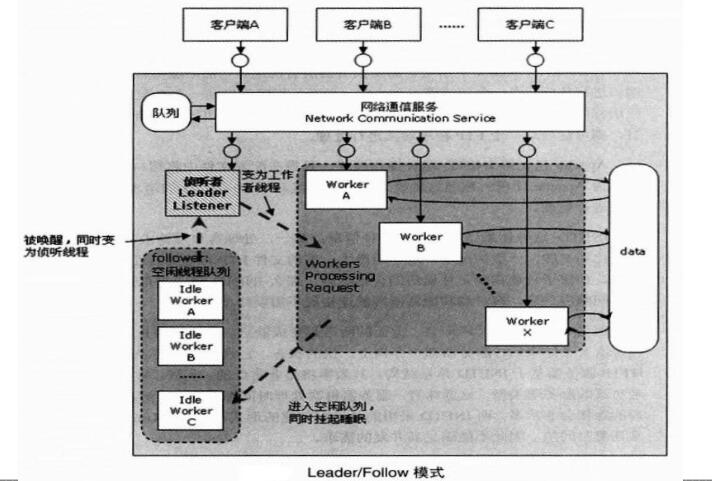 客户端A
客户端B
......
客户端C
队列
网络通信服务
Network Communication Service
侦听者
Leader
Listener
变为工作
者线程
Worker
A
Worker
B
Worker
X
data
被唤醒，同时变
为侦听线程
Workers
Processing
Request
follower:
空闲线程队列
Idle
Worker
A
Idle
Worker
B
......
Idle
Worker
C
进入空闲队列，
同时挂起睡眠
Leader/Follow 模式